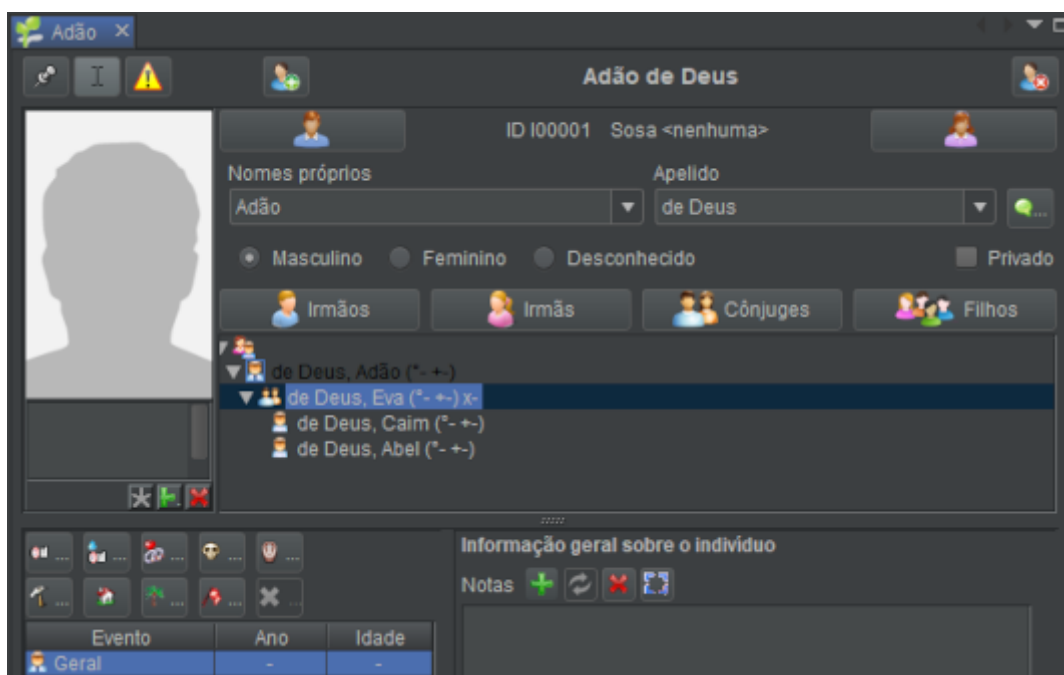 Adão
Adão de Deus
ID I00001 Sosa <nenhuma>
Nomes próprios Apelido
Adão de Deus ...
Masculino Feminino Desconhecido Privado
Irmãos Irmãs Cônjuges Filhos
de Deus, Adão (°- +-)
de Deus, Eva (°- +-) x-
de Deus, Caim (°- +-)
de Deus, Abel (°- +-)
... ... ... ... ...
Informação geral sobre o indivíduo
... ... ... ...
Notas
Evento Ano Idade
Geral - -